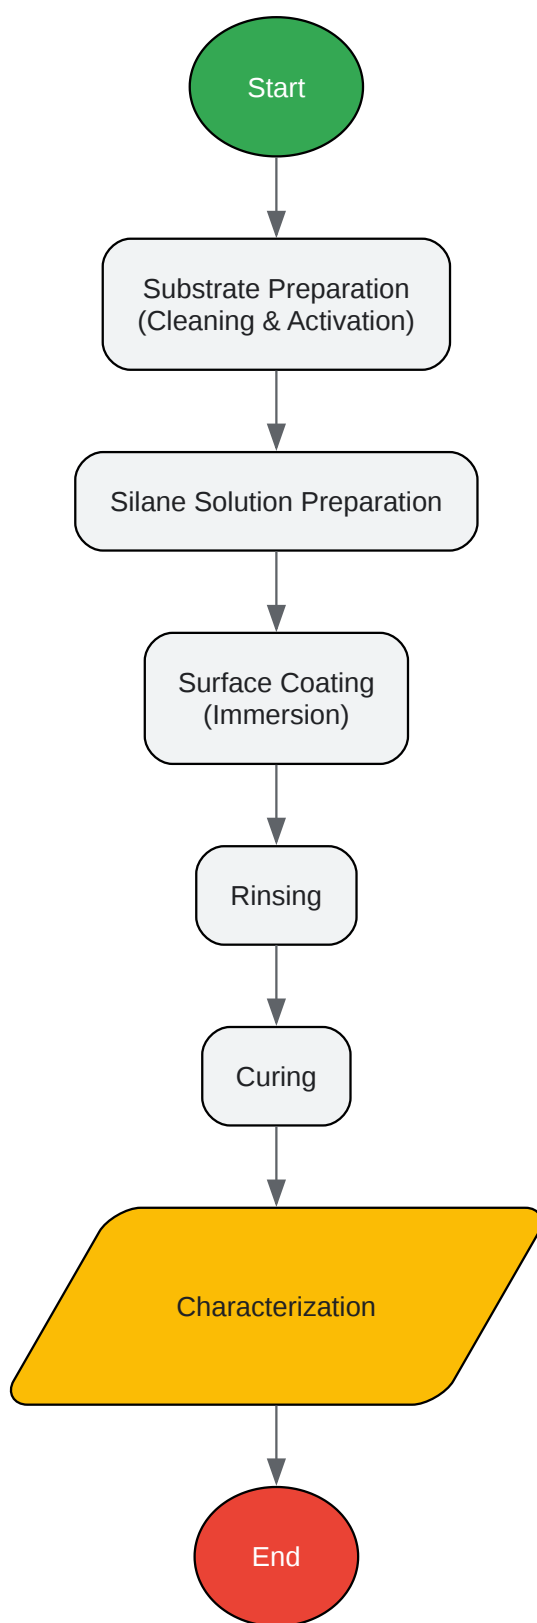 Start
Substrate Preparation
(Cleaning & Activation)
Silane Solution Preparation
Surface Coating
(Immersion)
Rinsing
Curing
Characterization
End